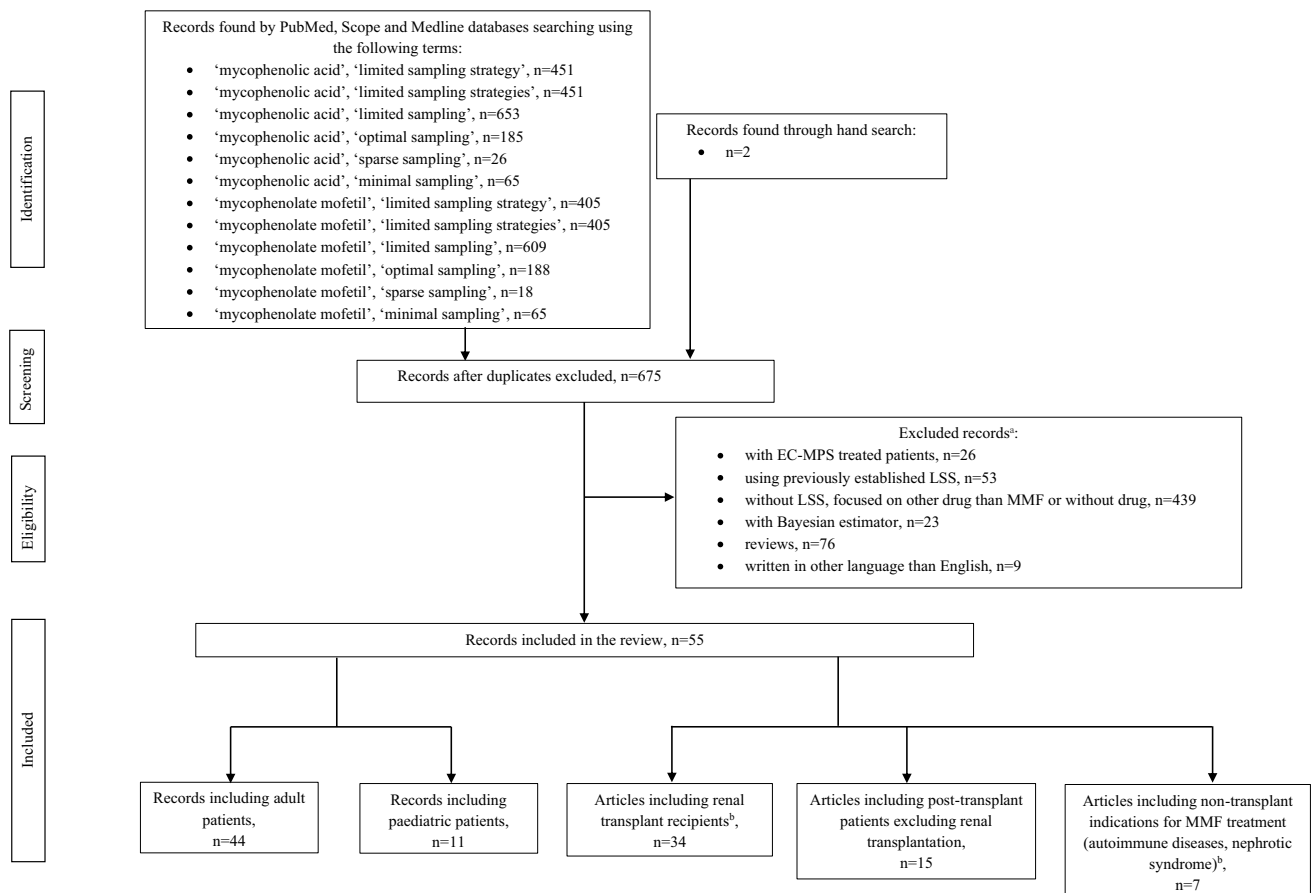 Records found by PubMed, Scope and Medline databases searching using
the following terms:
• ‘mycophenolic acid’, ‘limited sampling strategy’, n=451
• ‘mycophenolic acid’, ‘limited sampling strategies’, n=451
• ‘mycophenolic acid’, ‘limited sampling’, n=653
• ‘mycophenolic acid’, ‘optimal sampling’, n=185
• ‘mycophenolic acid’, ‘sparse sampling’, n=26
• ‘mycophenolic acid’, ‘minimal sampling’, n=65
• ‘mycophenolate mofetil’, ‘limited sampling strategy’, n=405
• ‘mycophenolate mofetil’, ‘limited sampling strategies’, n=405
• ‘mycophenolate mofetil’, ‘limited sampling’, n=609
• ‘mycophenolate mofetil’, ‘optimal sampling’, n=188
• ‘mycophenolate mofetil’, ‘sparse sampling’, n=18
• ‘mycophenolate mofetil’, ‘minimal sampling’, n=65
Records found through hand search:
• n=2
Identification
Records after duplicates excluded, n=675
Screening
Excluded recordsᵃ:
• with EC-MPS treated patients, n=26
• using previously established LSS, n=53
• without LSS, focused on other drug than MMF or without drug, n=439
• with Bayesian estimator, n=23
• reviews, n=76
• written in other language than English, n=9
Eligibility
Records included in the review, n=55
Included
Records including adult
patients,
n=44
Records including
paediatric patients,
n=11
Articles including renal
transplant recipientsᵇ,
n=34
Articles including post-transplant
patients excluding renal
transplantation,
n=15
Articles including non-transplant
indications for MMF treatment
(autoimmune diseases, nephrotic
syndrome)ᵇ,
n=7